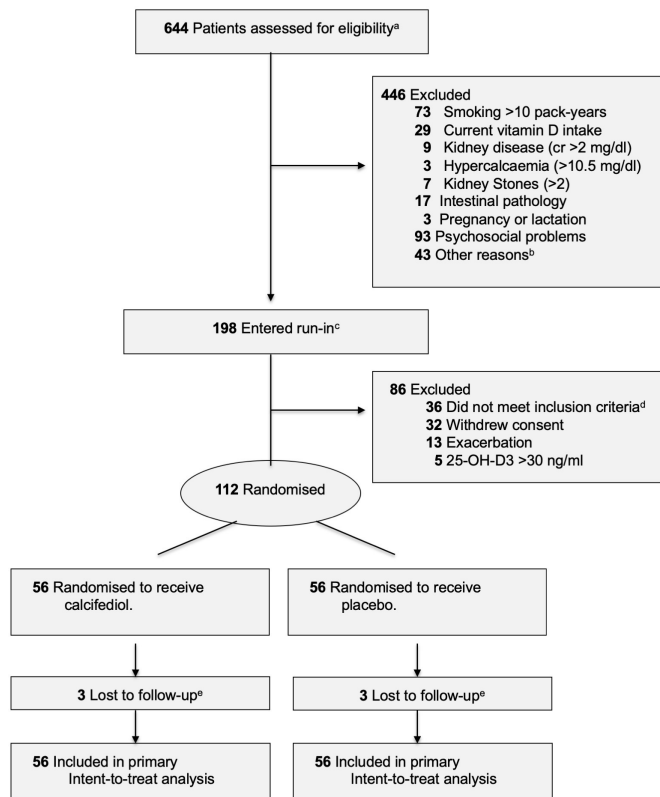 644 Patients assessed for eligibilityᵃ
446 Excluded
73 Smoking >10 pack-years
29 Current vitamin D intake
9 Kidney disease (cr >2 mg/dl)
3 Hypercalcaemia (>10.5 mg/dl)
7 Kidney Stones (>2)
17 Intestinal pathology
3 Pregnancy or lactation
93 Psychosocial problems
43 Other reasonsᵇ
198 Entered run-inᶜ
86 Excluded
36 Did not meet inclusion criteriaᵈ
32 Withdrew consent
13 Exacerbation
5 25-OH-D3 >30 ng/ml
112 Randomised
56 Randomised to receive
calcifediol.
56 Randomised to receive
placebo.
3 Lost to follow-upᵉ
3 Lost to follow-upᵉ
56 Included in primary
Intent-to-treat analysis
56 Included in primary
Intent-to-treat analysis